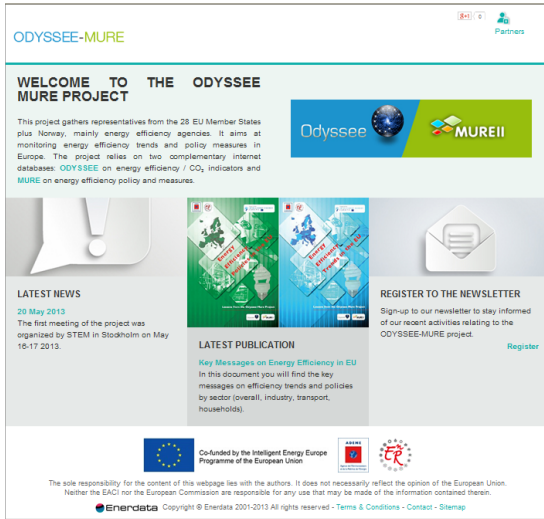 g+1 0
Partners
ODYSSEE-MURE
WELCOME TO THE ODYSSEE
MURE PROJECT
This project gathers representatives from the 28 EU Member States
plus Norway, mainly energy efficiency agencies. It aims at
monitoring energy efficiency trends and policy measures in
Europe. The project relies on two complementary internet
databases: ODYSSEE on energy efficiency / CO₂ indicators and
MURE on energy efficiency policy and measures.
Odyssee
MUREII
Energy
Efficiency
Energy
Efficiency
Trends in the EU
LATEST NEWS
20 May 2013
The first meeting of the project was
organized by STEM in Stockholm on May
16-17 2013.
LATEST PUBLICATION
Key Messages on Energy Efficiency in EU
In this document you will find the key
messages on efficiency trends and policies
by sector (overall, industry, transport,
households).
REGISTER TO THE NEWSLETTER
Sign-up to our newsletter to stay informed
of our recent activities relating to the
ODYSSEE-MURE project.
Register
Co-funded by the Intelligent Energy Europe
Programme of the European Union
ADEME
The sole responsibility for the content of this webpage lies with the authors. It does not necessarily reflect the opinion of the European Union.
Neither the EACI nor the European Commission are responsible for any use that may be made of the information contained therein.
Enerdata Copyright © Enerdata 2001-2013 All rights reserved - Terms & Conditions - Contact - Sitemap